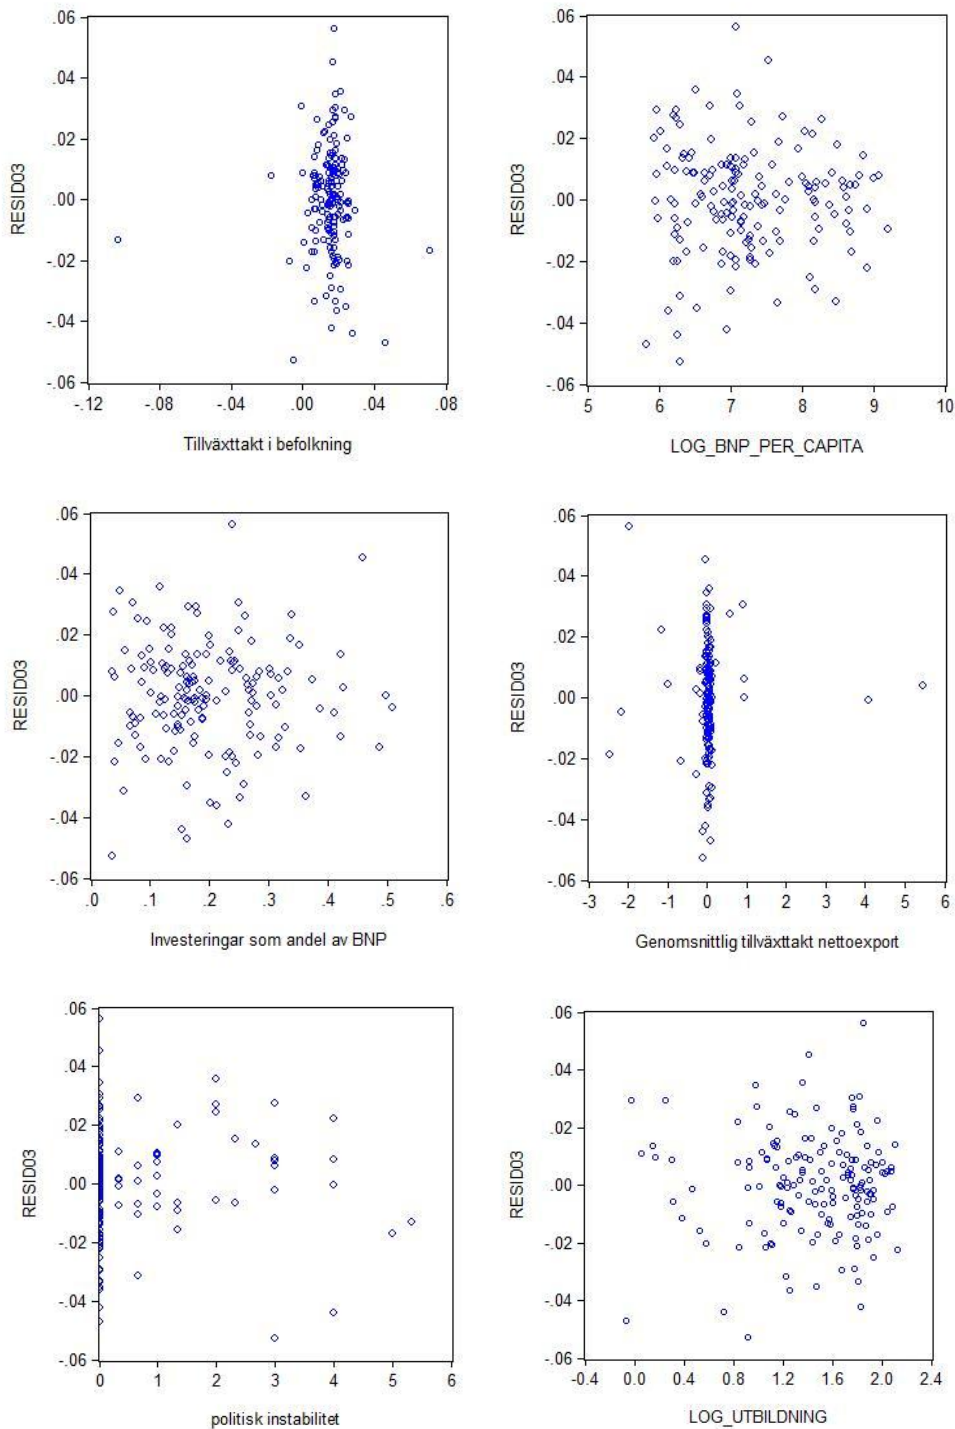 .06
.04
.02
.00
-.02
-.04
-.06
RESID03
-.12 -.08 -.04 .00 .04 .08
Tillväxttakt i befolkning
.06
.04
.02
.00
-.02
-.04
-.06
RESID03
5 6 7 8 9 10
LOG_BNP_PER_CAPITA
.06
.04
.02
.00
-.02
-.04
-.06
RESID03
.0 .1 .2 .3 .4 .5 .6
Investeringar som andel av BNP
.06
.04
.02
.00
-.02
-.04
-.06
RESID03
-3 -2 -1 0 1 2 3 4 5 6
Genomsnittlig tillväxttakt nettoexport
.06
.04
.02
.00
-.02
-.04
-.06
RESID03
0 1 2 3 4 5 6
politisk instabilitet
.06
.04
.02
.00
-.02
-.04
-.06
RESID03
-0.4 0.0 0.4 0.8 1.2 1.6 2.0 2.4
LOG_UTBILDNING